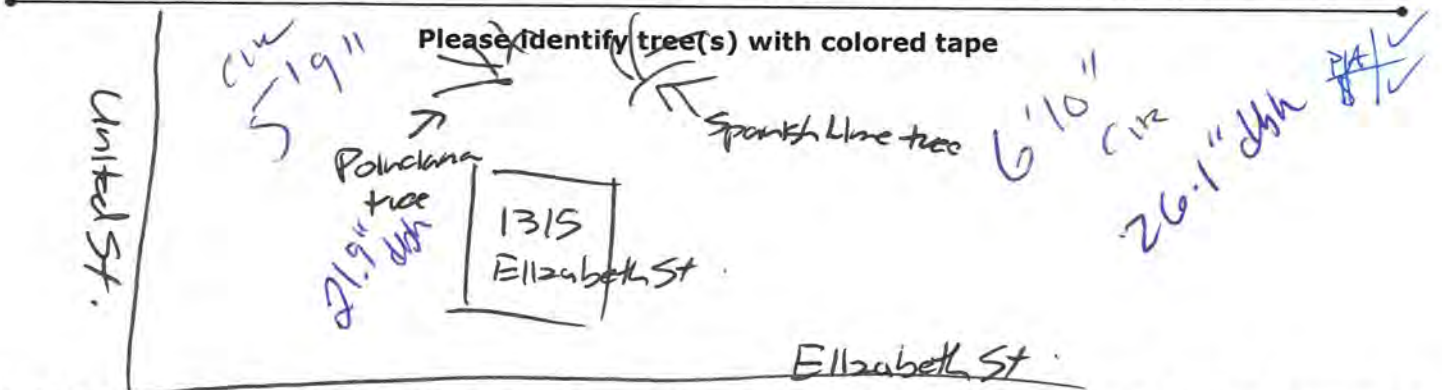 Please identify tree(s) with colored tape
cir
5'9"
United St.
Poinciana
tree
21.9"
dbh
Spanish Lime tree
6'10"
cir
26.1" dbh
1315
Elizabeth St.
Elizabeth St.